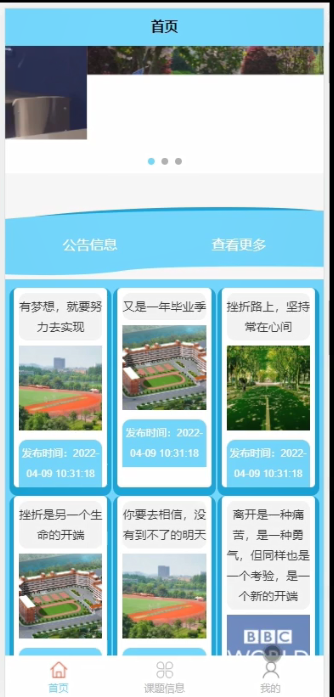 首页
公告信息 查看更多
有梦想，就要努
力去实现
发布时间：2022-
04-09 10:31:18
又是一年毕业季
发布时间：2022-
04-09 10:31:18
挫折路上，坚持
常在心间
发布时间：2022-
04-09 10:31:18
挫折是另一个生
命的开端
你要去相信，没
有到不了的明天
离开是一种痛
苦，是一种勇
气，但同样也是
一个考验，是一
个新的开端
BBC
WORLD
首页 课题信息 我的